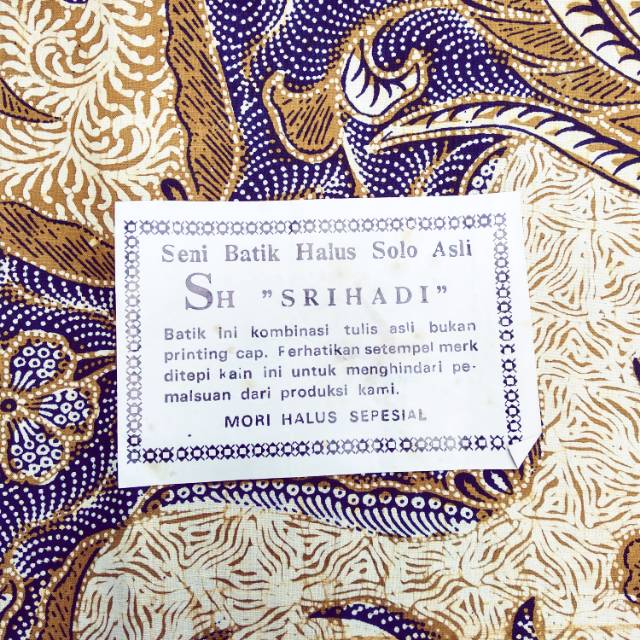 Seni Batik Halus Solo Asli
SH "SRIHADI"
Batik ini kombinasi tulis asli bukan
printing cap. Ferhatikan setempel merk
ditepi kain ini untuk menghindari pe-
malsuan dari produksi kami.
MORI HALUS SEPESIAL